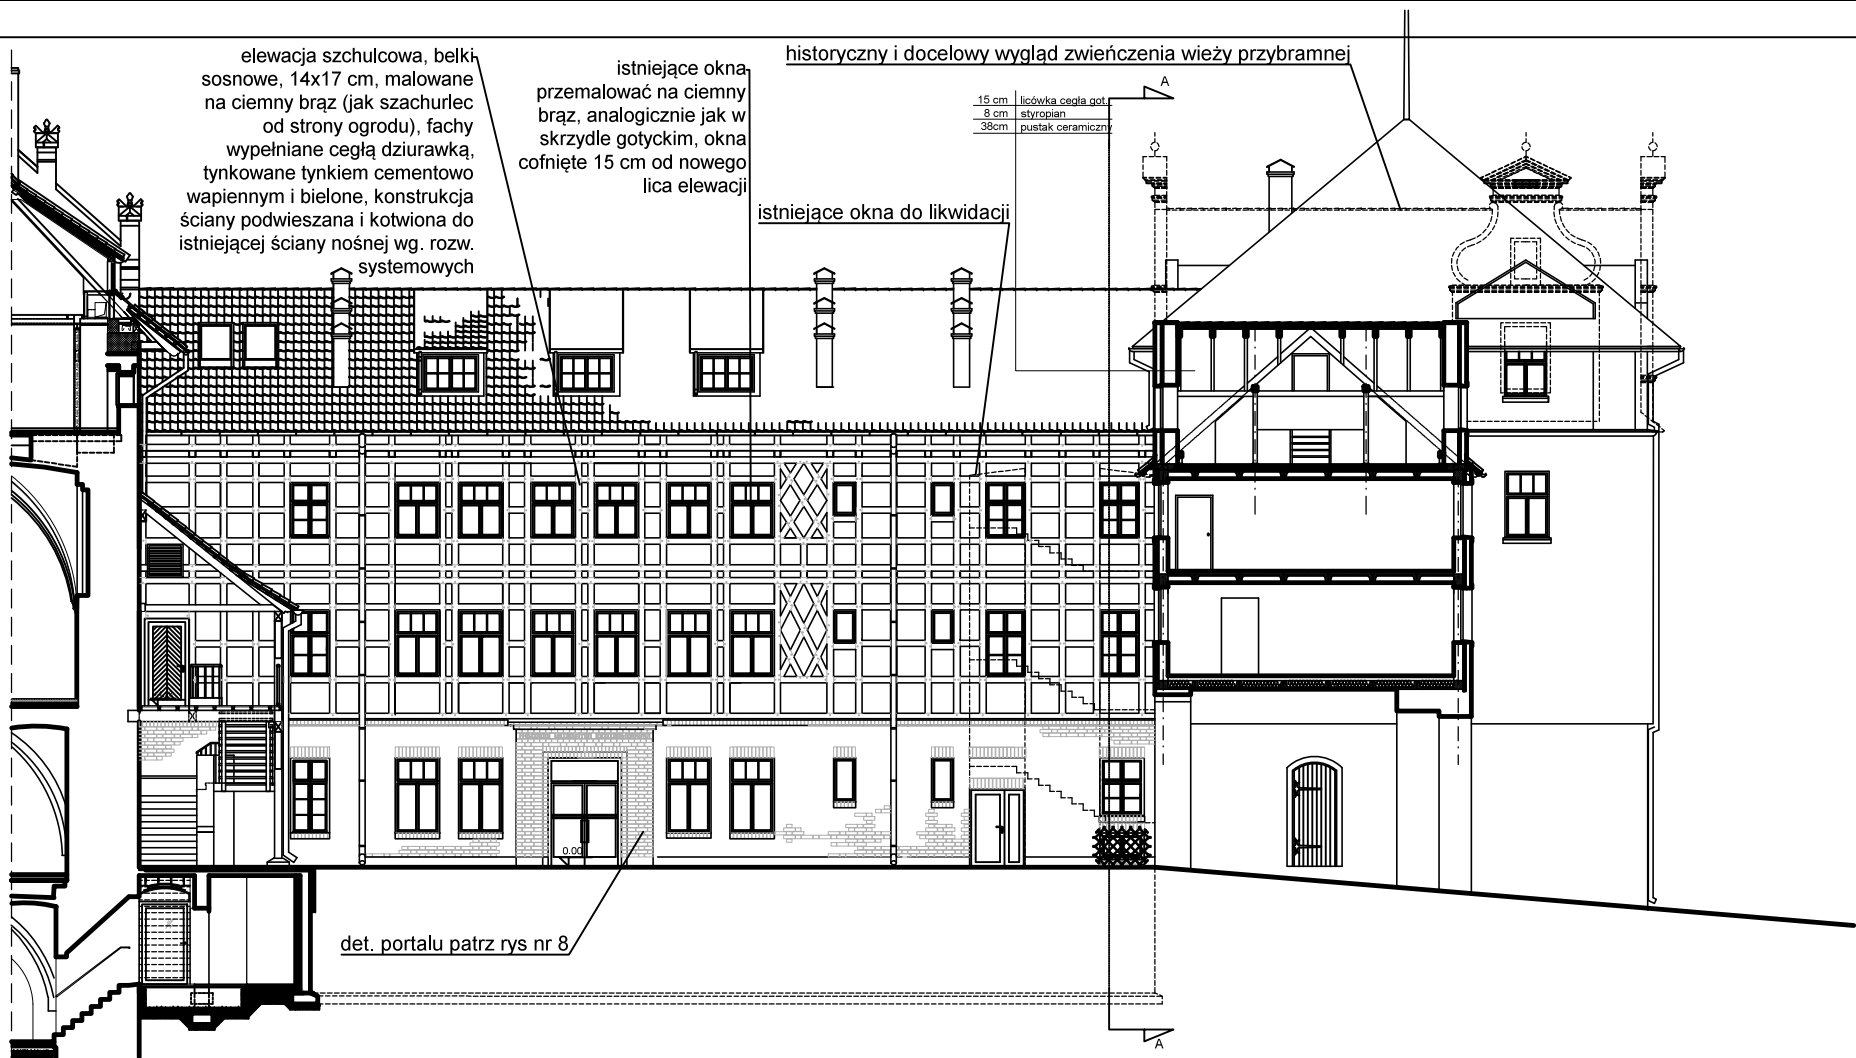 elewacja szchulcowa, belki
sosnowe, 14x17 cm, malowane
na ciemny brąz (jak szachurlec
od strony ogrodu), fachy
wypełniane cegłą dziurawką,
tynkowane tynkiem cementowo
wapiennym i bielone, konstrukcja
ściany podwieszana i kotwiona do
istniejącej ściany nośnej wg. rozw.
systemowych
istniejące okna
przemalować na ciemny
brąz, analogicznie jak w
skrzydle gotyckim, okna
cofnięte 15 cm od nowego
lica elewacji
historyczny i docelowy wygląd zwieńczenia wieży przybramnej
A
15 cm licówka cegła got.
8 cm styropian
38cm pustak ceramiczny
istniejące okna do likwidacji
0.00
det. portalu patrz rys nr 8
A